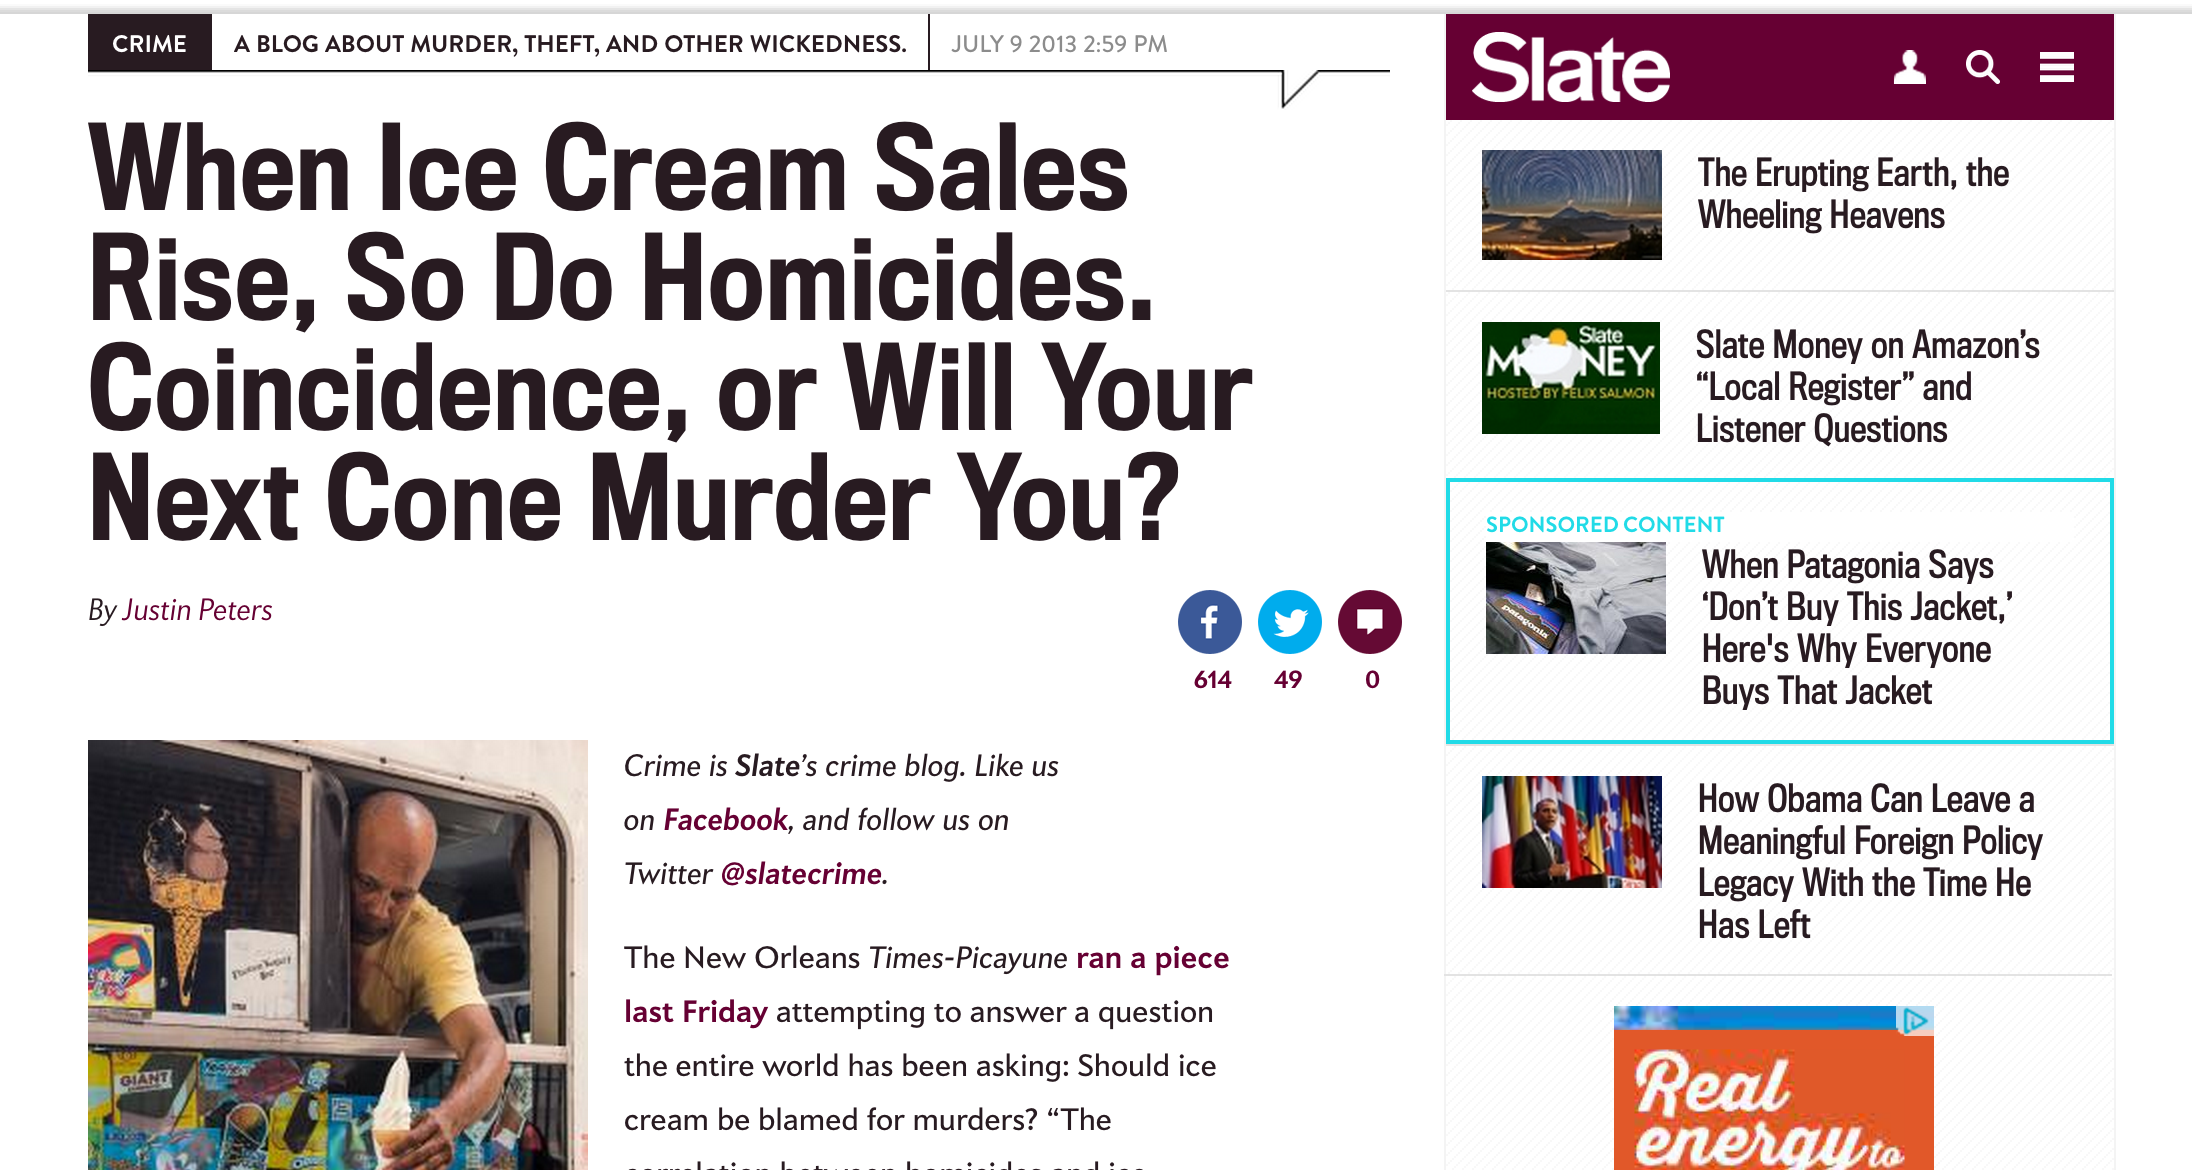 CRIME
A BLOG ABOUT MURDER, THEFT, AND OTHER WICKEDNESS.
JULY 9 2013 2:59 PM
When Ice Cream Sales
Rise, So Do Homicides.
Coincidence, or Will Your
Next Cone Murder You?
By Justin Peters
614
49
0
GIANT
Crime is Slate’s crime blog. Like us
on Facebook, and follow us on
Twitter @slatecrime.
The New Orleans Times-Picayune ran a piece
last Friday attempting to answer a question
the entire world has been asking: Should ice
cream be blamed for murders? “The
correlation between homicides and ice
Slate
The Erupting Earth, the
Wheeling Heavens
Slate
MONEY
HOSTED BY FELIX SALMON
Slate Money on Amazon’s
“Local Register” and
Listener Questions
SPONSORED CONTENT
patagonia
When Patagonia Says
‘Don’t Buy This Jacket,’
Here's Why Everyone
Buys That Jacket
How Obama Can Leave a
Meaningful Foreign Policy
Legacy With the Time He
Has Left
Real
energy to